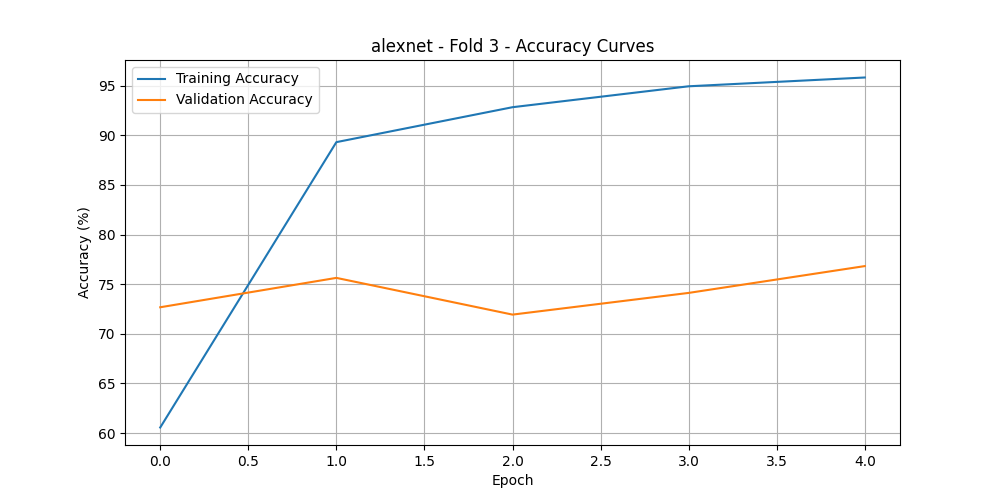 alexnet - Fold 3 - Accuracy Curves
Training Accuracy
Validation Accuracy
Accuracy (%)
95
90
85
80
75
70
65
60
0.0 0.5 1.0 1.5 2.0 2.5 3.0 3.5 4.0
Epoch